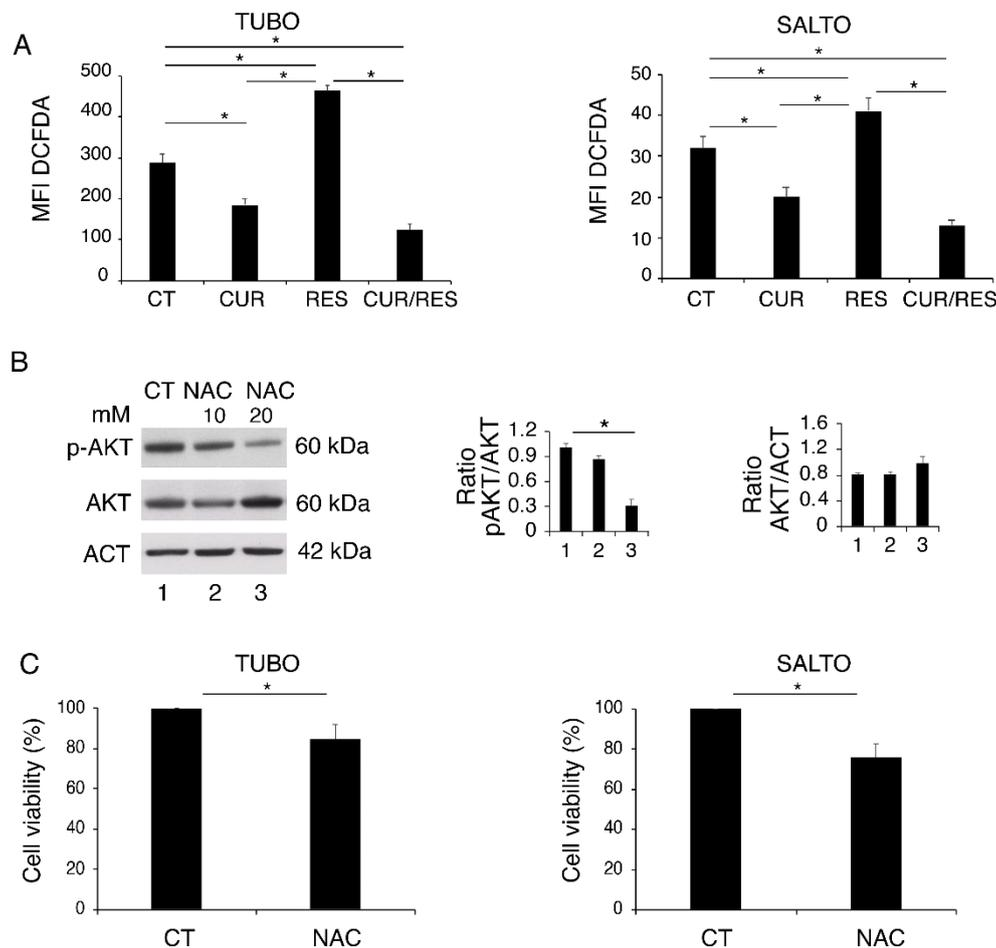 A
TUBO
*
*
*
*
*
MFI DCFDA
500
300
200
100
0
CT CUR RES CUR/RES
SALTO
*
*
*
*
*
MFI DCFDA
50
40
30
20
10
0
CT CUR RES CUR/RES
B
CT NAC NAC
mM 10 20
p-AKT 60 kDa
AKT 60 kDa
ACT 42 kDa
1 2 3
Ratio
pAKT/AKT
*
1.2
0.9
0.6
0.3
0
1 2 3
Ratio
AKT/ACT
1.6
1.2
0.8
0.4
0
1 2 3
C
TUBO
*
Cell viability (%)
100
80
60
40
20
0
CT NAC
SALTO
*
Cell viability (%)
100
80
60
40
20
0
CT NAC